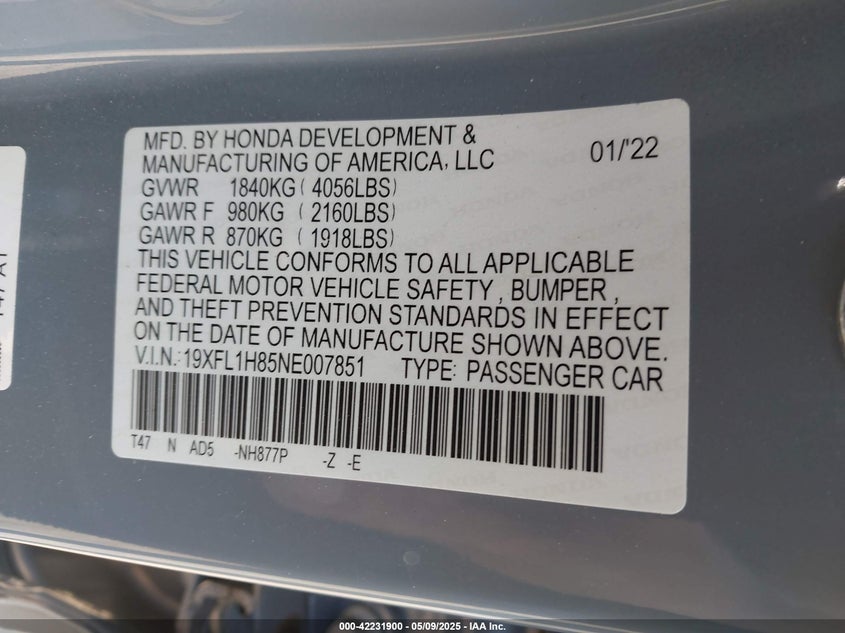 MFD. BY HONDA DEVELOPMENT &
MANUFACTURING OF AMERICA, LLC 01/'22
GVWR 1840KG ( 4056LBS)
GAWR F 980KG ( 2160LBS)
GAWR R 870KG ( 1918LBS)
THIS VEHICLE CONFORMS TO ALL APPLICABLE
FEDERAL MOTOR VEHICLE SAFETY , BUMPER ,
AND THEFT PREVENTION STANDARDS IN EFFECT
ON THE DATE OF MANUFACTURE SHOWN ABOVE.
V.I.N.:19XFL1H85NE007851 TYPE: PASSENGER CAR
T47 N AD5 -NH877P -Z -E
000-42231900 - 05/09/2025 - IAA Inc.